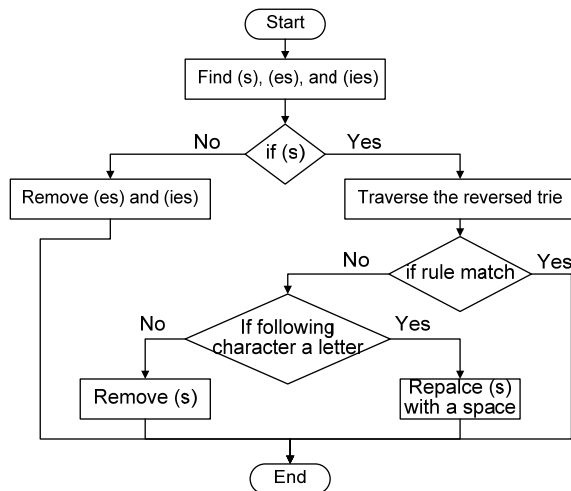 Start
Find (s), (es), and (ies)
No
Yes
if (s)
Remove (es) and (ies)
Traverse the reversed trie
No
if rule match
Yes
No
If following
character a letter
Yes
Remove (s)
Repalce (s)
with a space
End